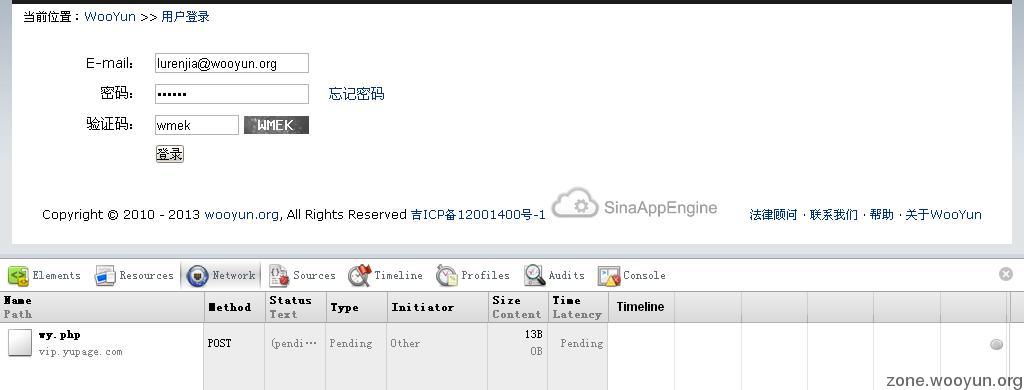 当前位置：WooYun >> 用户登录
E-mail： lurenjia@wooyun.org
密码： •••••• 忘记密码
验证码： wmek WMEK
登录
Copyright © 2010 - 2013 wooyun.org, All Rights Reserved 吉ICP备12001400号-1 SinaAppEngine 法律顾问 · 联系我们 · 帮助 · 关于WooYun
Elements Resources Network Sources Timeline Profiles Audits Console
Name Method Status Type Initiator Size Time Timeline
Path Text Content Latency
wy.php POST (pendi··· Pending Other 13B Pending
vip.yupage.com 0B
zone.wooyun.org